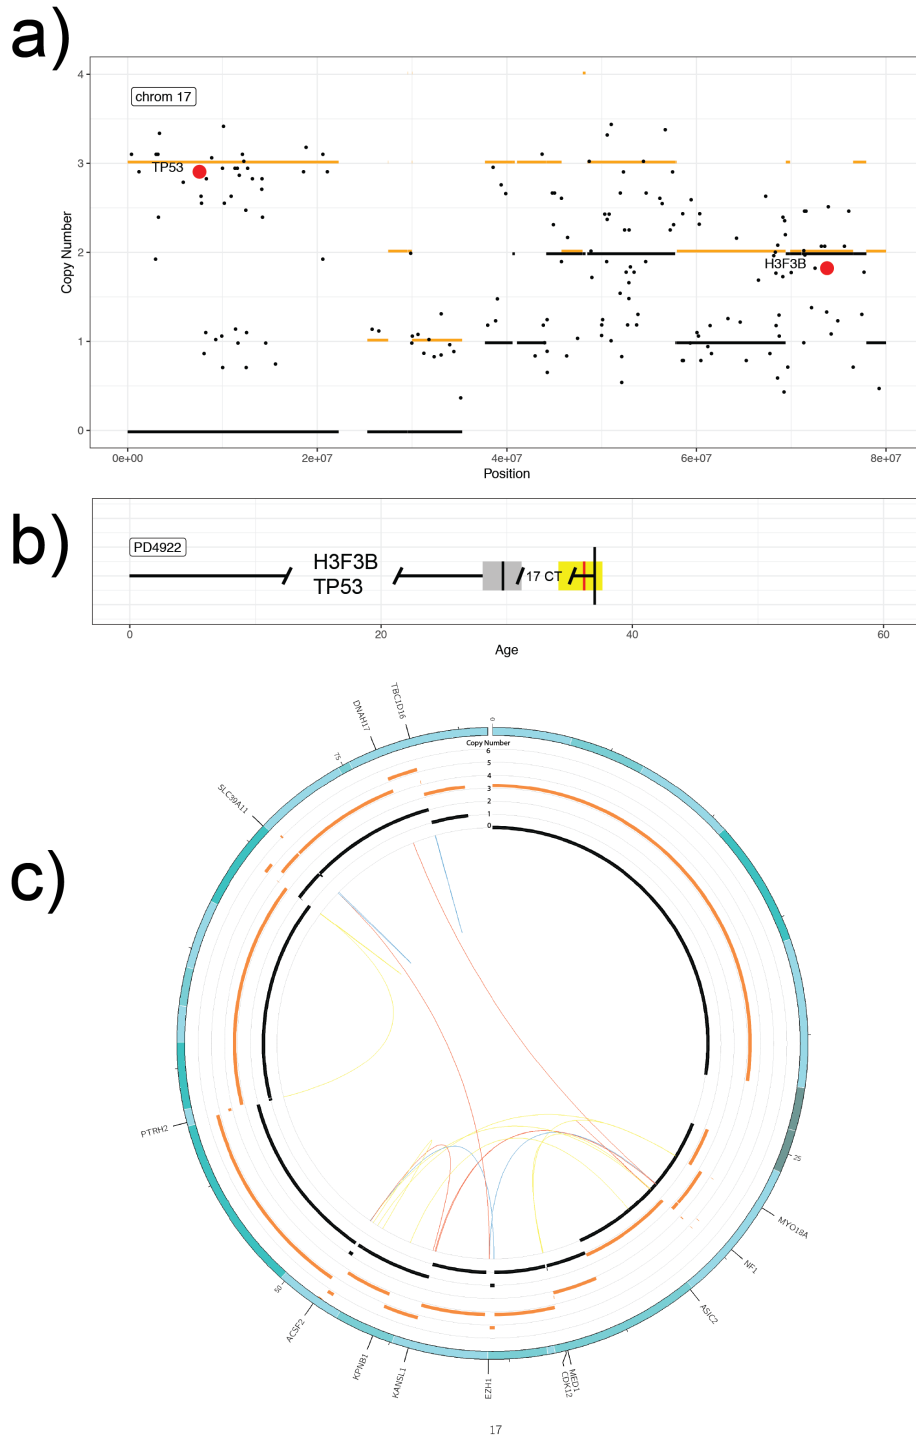 a)
4
chrom 17
3
TP53
2
H3F3B
1
0
Copy Number
0e+00
2e+07
4e+07
6e+07
8e+07
Position
b)
PD4922
H3F3B
TP53
17 CT
0
20
40
60
Age
c)
TBC1D16
DNAH17
0
75
Copy Number
6
5
4
3
2
1
0
SLC39A11
PTRH2
25
MYO18A
NF1
ASIC2
50
ACSF2
KPNB1
KANSL1
EZH1
CDK12
MED1
17